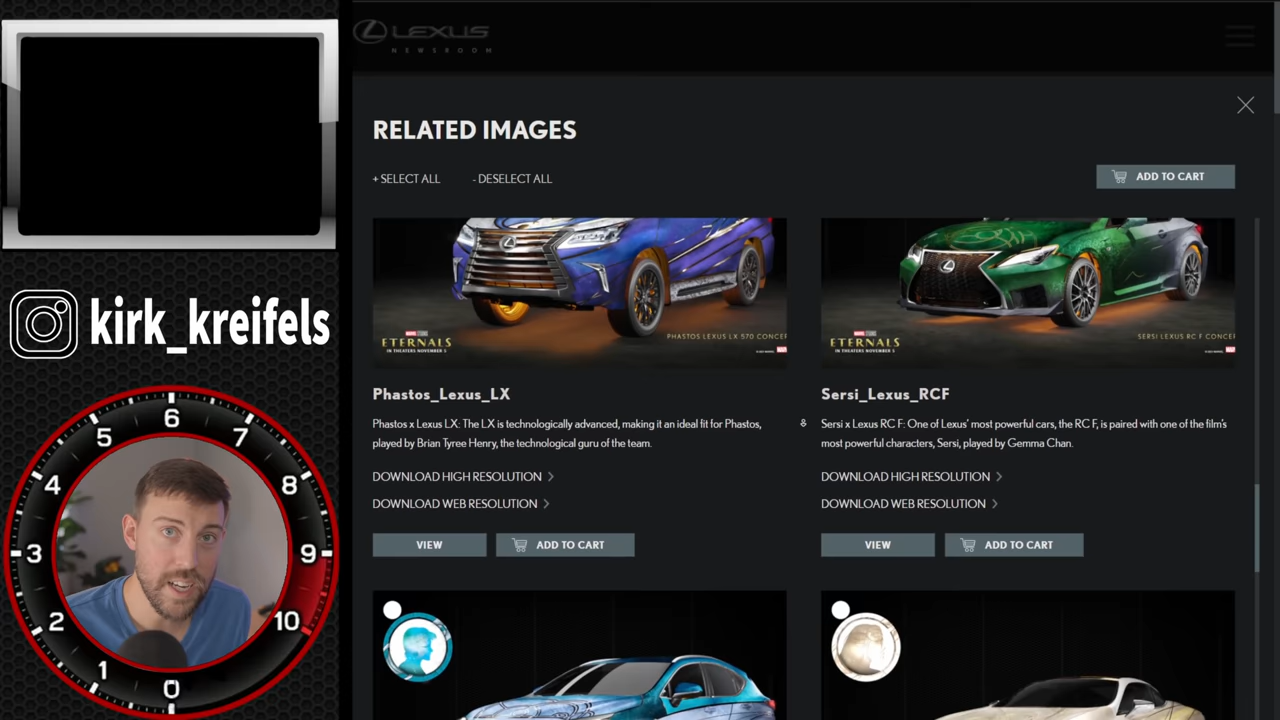 LEXUS
NEWSROOM
RELATED IMAGES
+ SELECT ALL
- DESELECT ALL
ADD TO CART
MARVEL STUDIOS
ETERNALS
IN THEATERS NOVEMBER 5
PHASTOS LEXUS LX 570 CONCEP
MARVEL STUDIOS
ETERNALS
IN THEATERS NOVEMBER 5
SERSI LEXUS RC F CONCEP
Phastos_Lexus_LX
Phastos x Lexus LX: The LX is technologically advanced, making it an ideal fit for Phastos,
played by Brian Tyree Henry, the technological guru of the team.
DOWNLOAD HIGH RESOLUTION
DOWNLOAD WEB RESOLUTION
VIEW
ADD TO CART
Sersi_Lexus_RCF
Sersi x Lexus RC F: One of Lexus' most powerful cars, the RC F, is paired with one of the film's
most powerful characters, Sersi, played by Gemma Chan.
DOWNLOAD HIGH RESOLUTION
DOWNLOAD WEB RESOLUTION
VIEW
ADD TO CART
kirk_kreifels
0
1
2
3
4
5
6
7
8
9
10